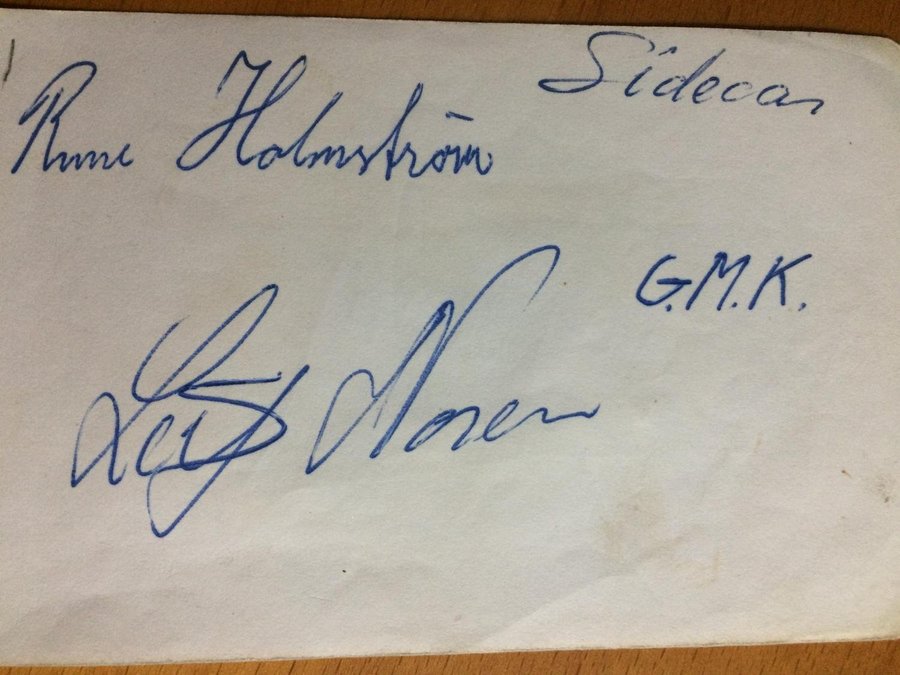 Sidecar
Rune Holmström
G.M.K.
Leif Noren